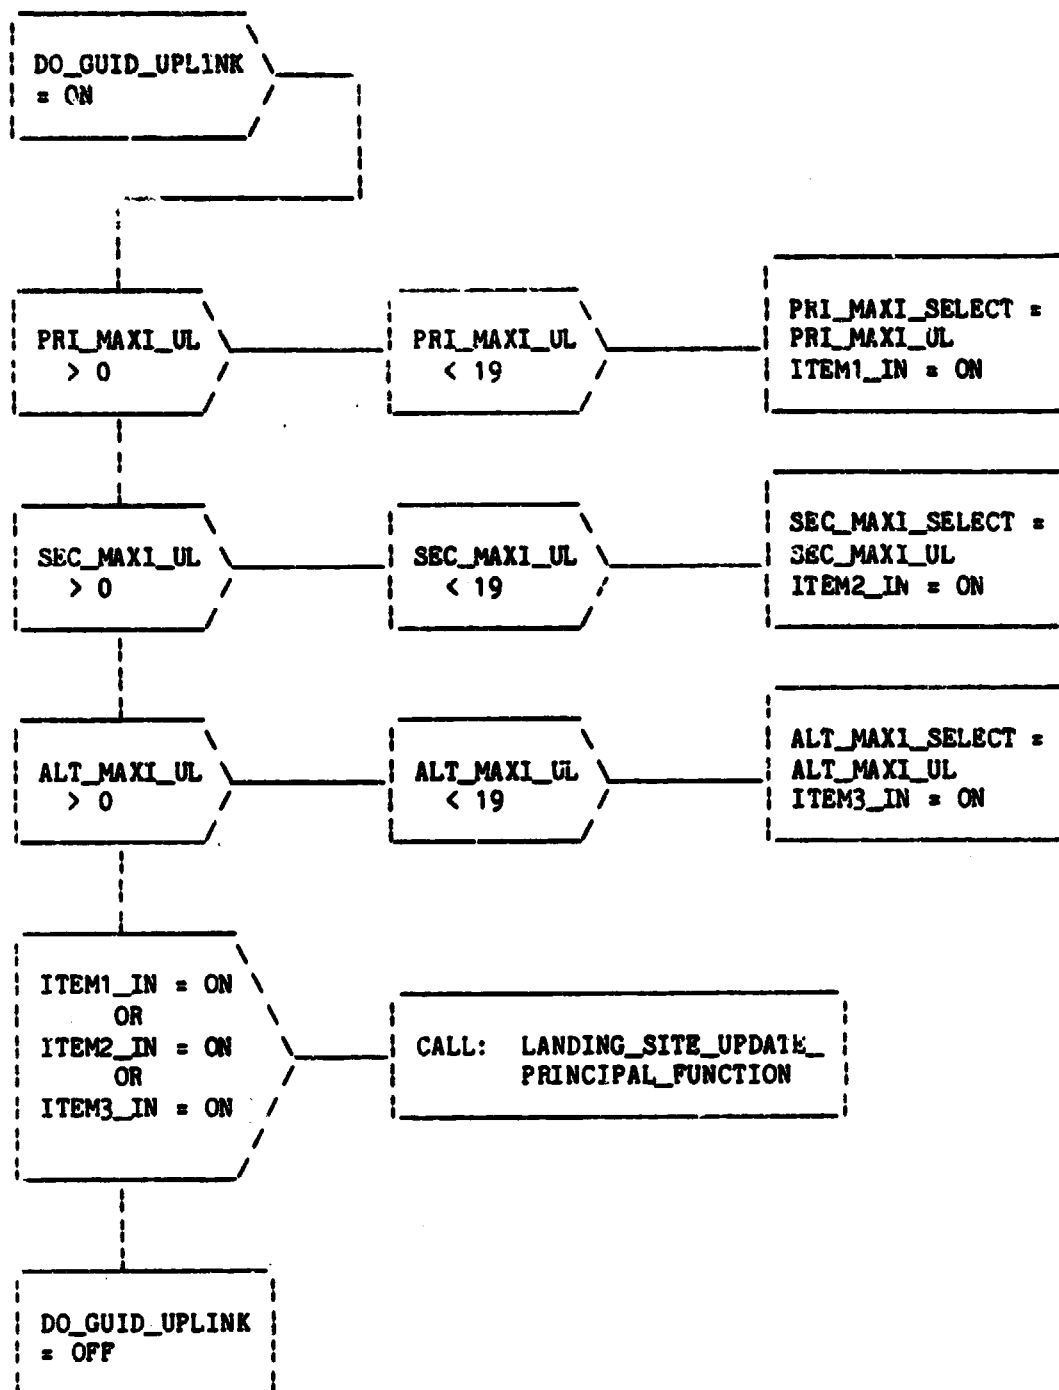 DO_GUID_UPLINK
= ON
PRI_MAXI_UL
> 0
PRI_MAXI_UL
< 19
PRI_MAXI_SELECT =
PRI_MAXI_UL
ITEM1_IN = ON
SEC_MAXI_UL
> 0
SEC_MAXI_UL
< 19
SEC_MAXI_SELECT =
SEC_MAXI_UL
ITEM2_IN = ON
ALT_MAXI_UL
> 0
ALT_MAXI_UL
< 19
ALT_MAXI_SELECT =
ALT_MAXI_UL
ITEM3_IN = ON
ITEM1_IN = ON
OR
ITEM2_IN = ON
OR
ITEM3_IN = ON
CALL: LANDING_SITE_UPDATE_
PRINCIPAL_FUNCTION
DO_GUID_UPLINK
= OFF